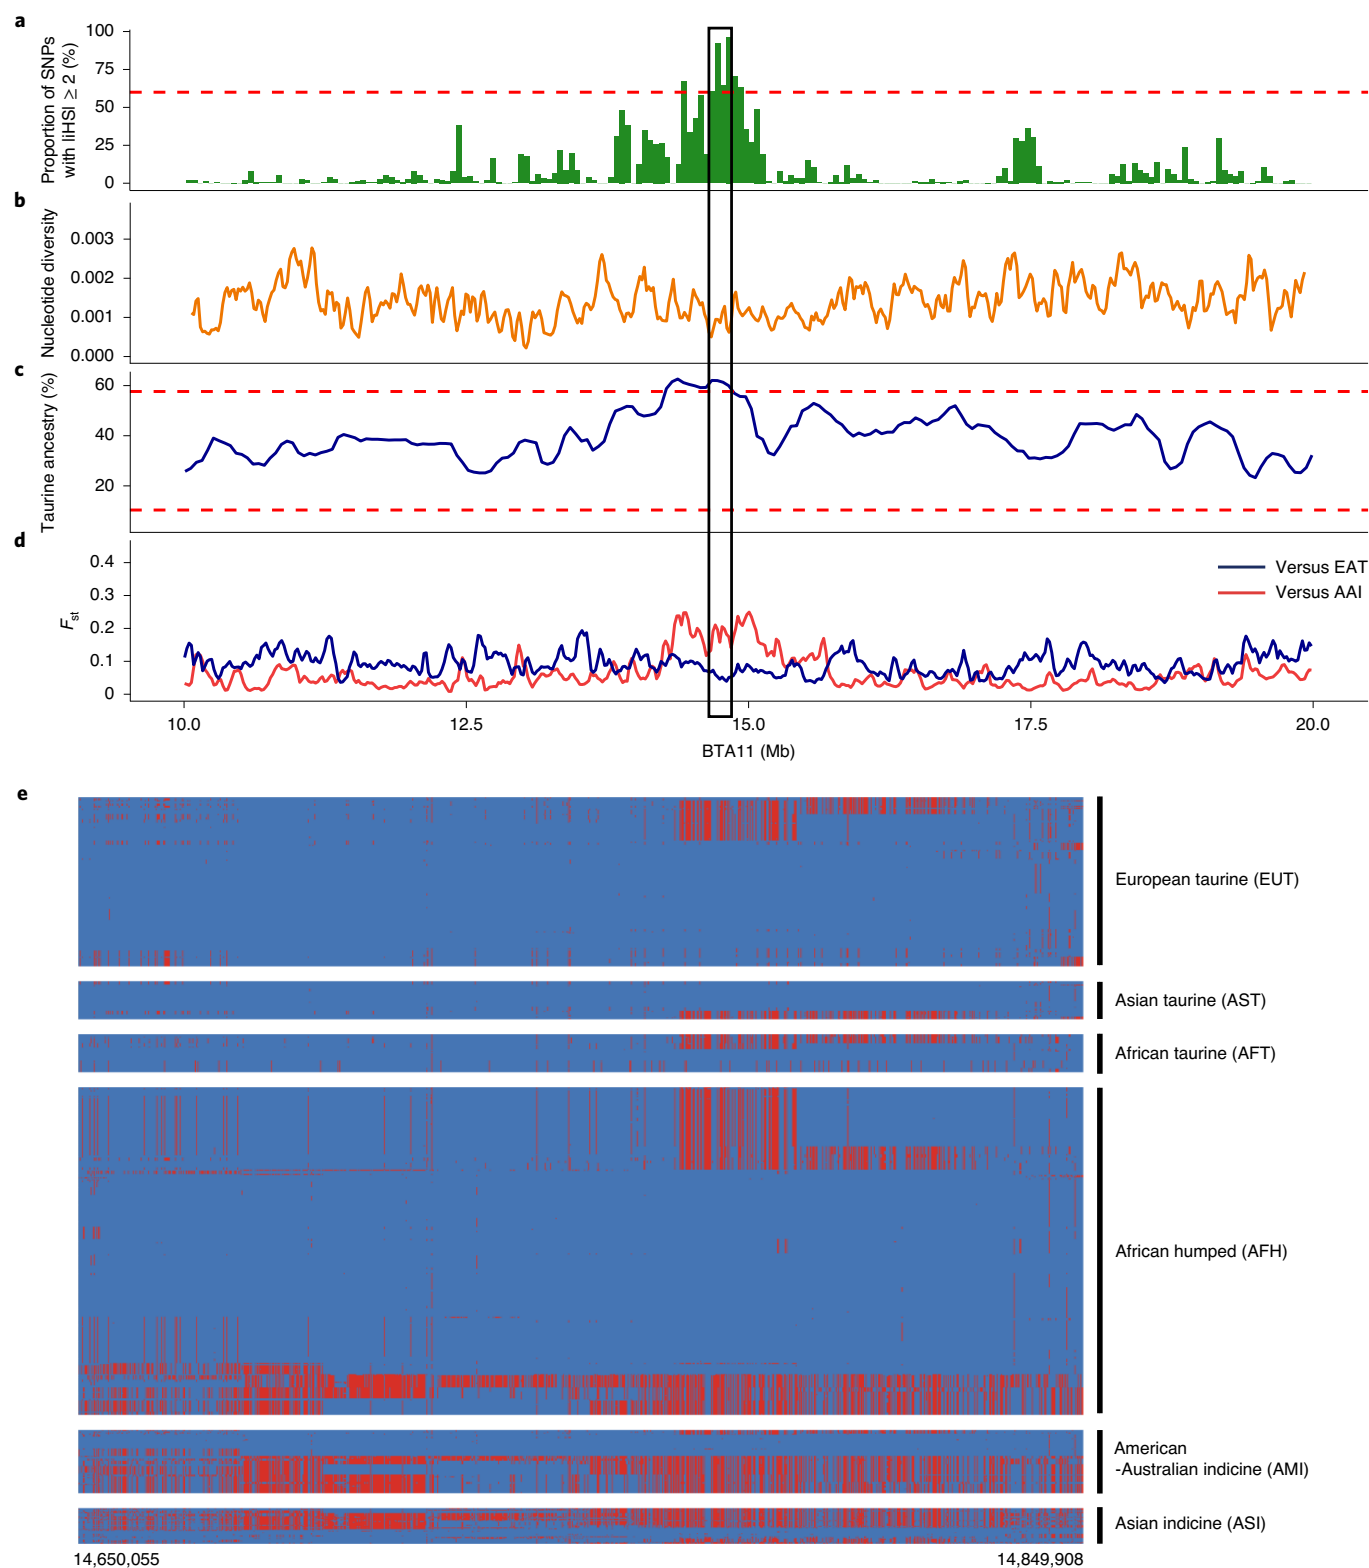 a
Proportion of SNPs
with |iHS| ≥ 2 (%)
100
75
50
25
0
b
Nucleotide diversity
0.003
0.002
0.001
0.000
c
Taurine ancestry (%)
60
40
20
d
Fst
0.4
0.3
0.2
0.1
0
Versus EAT
Versus AAI
10.0
12.5
15.0
17.5
20.0
BTA11 (Mb)
e
European taurine (EUT)
Asian taurine (AST)
African taurine (AFT)
African humped (AFH)
American
-Australian indicine (AMI)
Asian indicine (ASI)
14,650,055
14,849,908